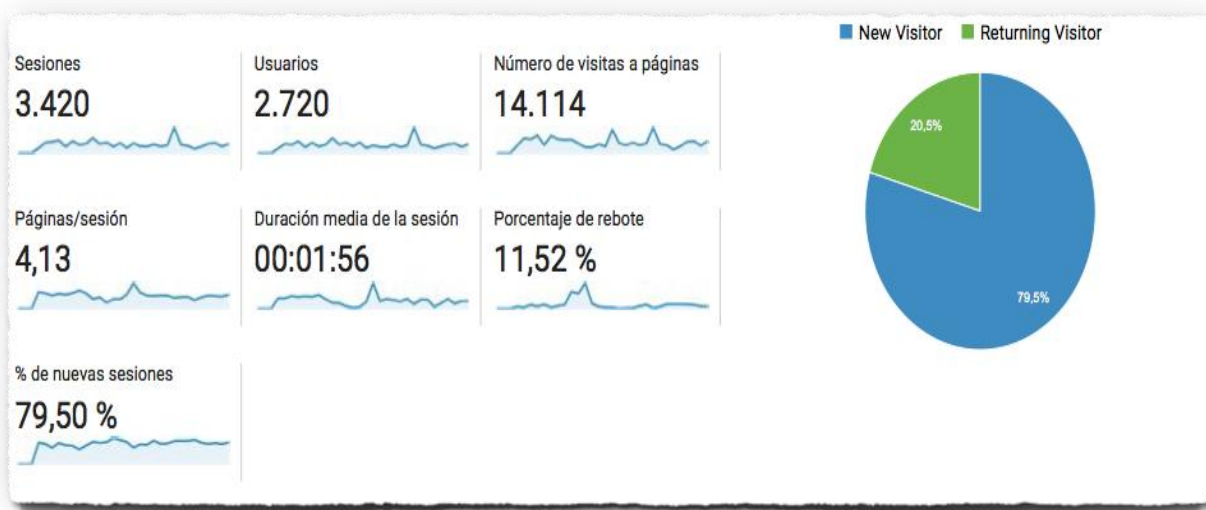 New Visitor
Returning Visitor
Sesiones
3.420
Usuarios
2.720
Número de visitas a páginas
14.114
20,5%
Páginas/sesión
4,13
Duración media de la sesión
00:01:56
Porcentaje de rebote
11,52 %
79,5%
% de nuevas sesiones
79,50 %